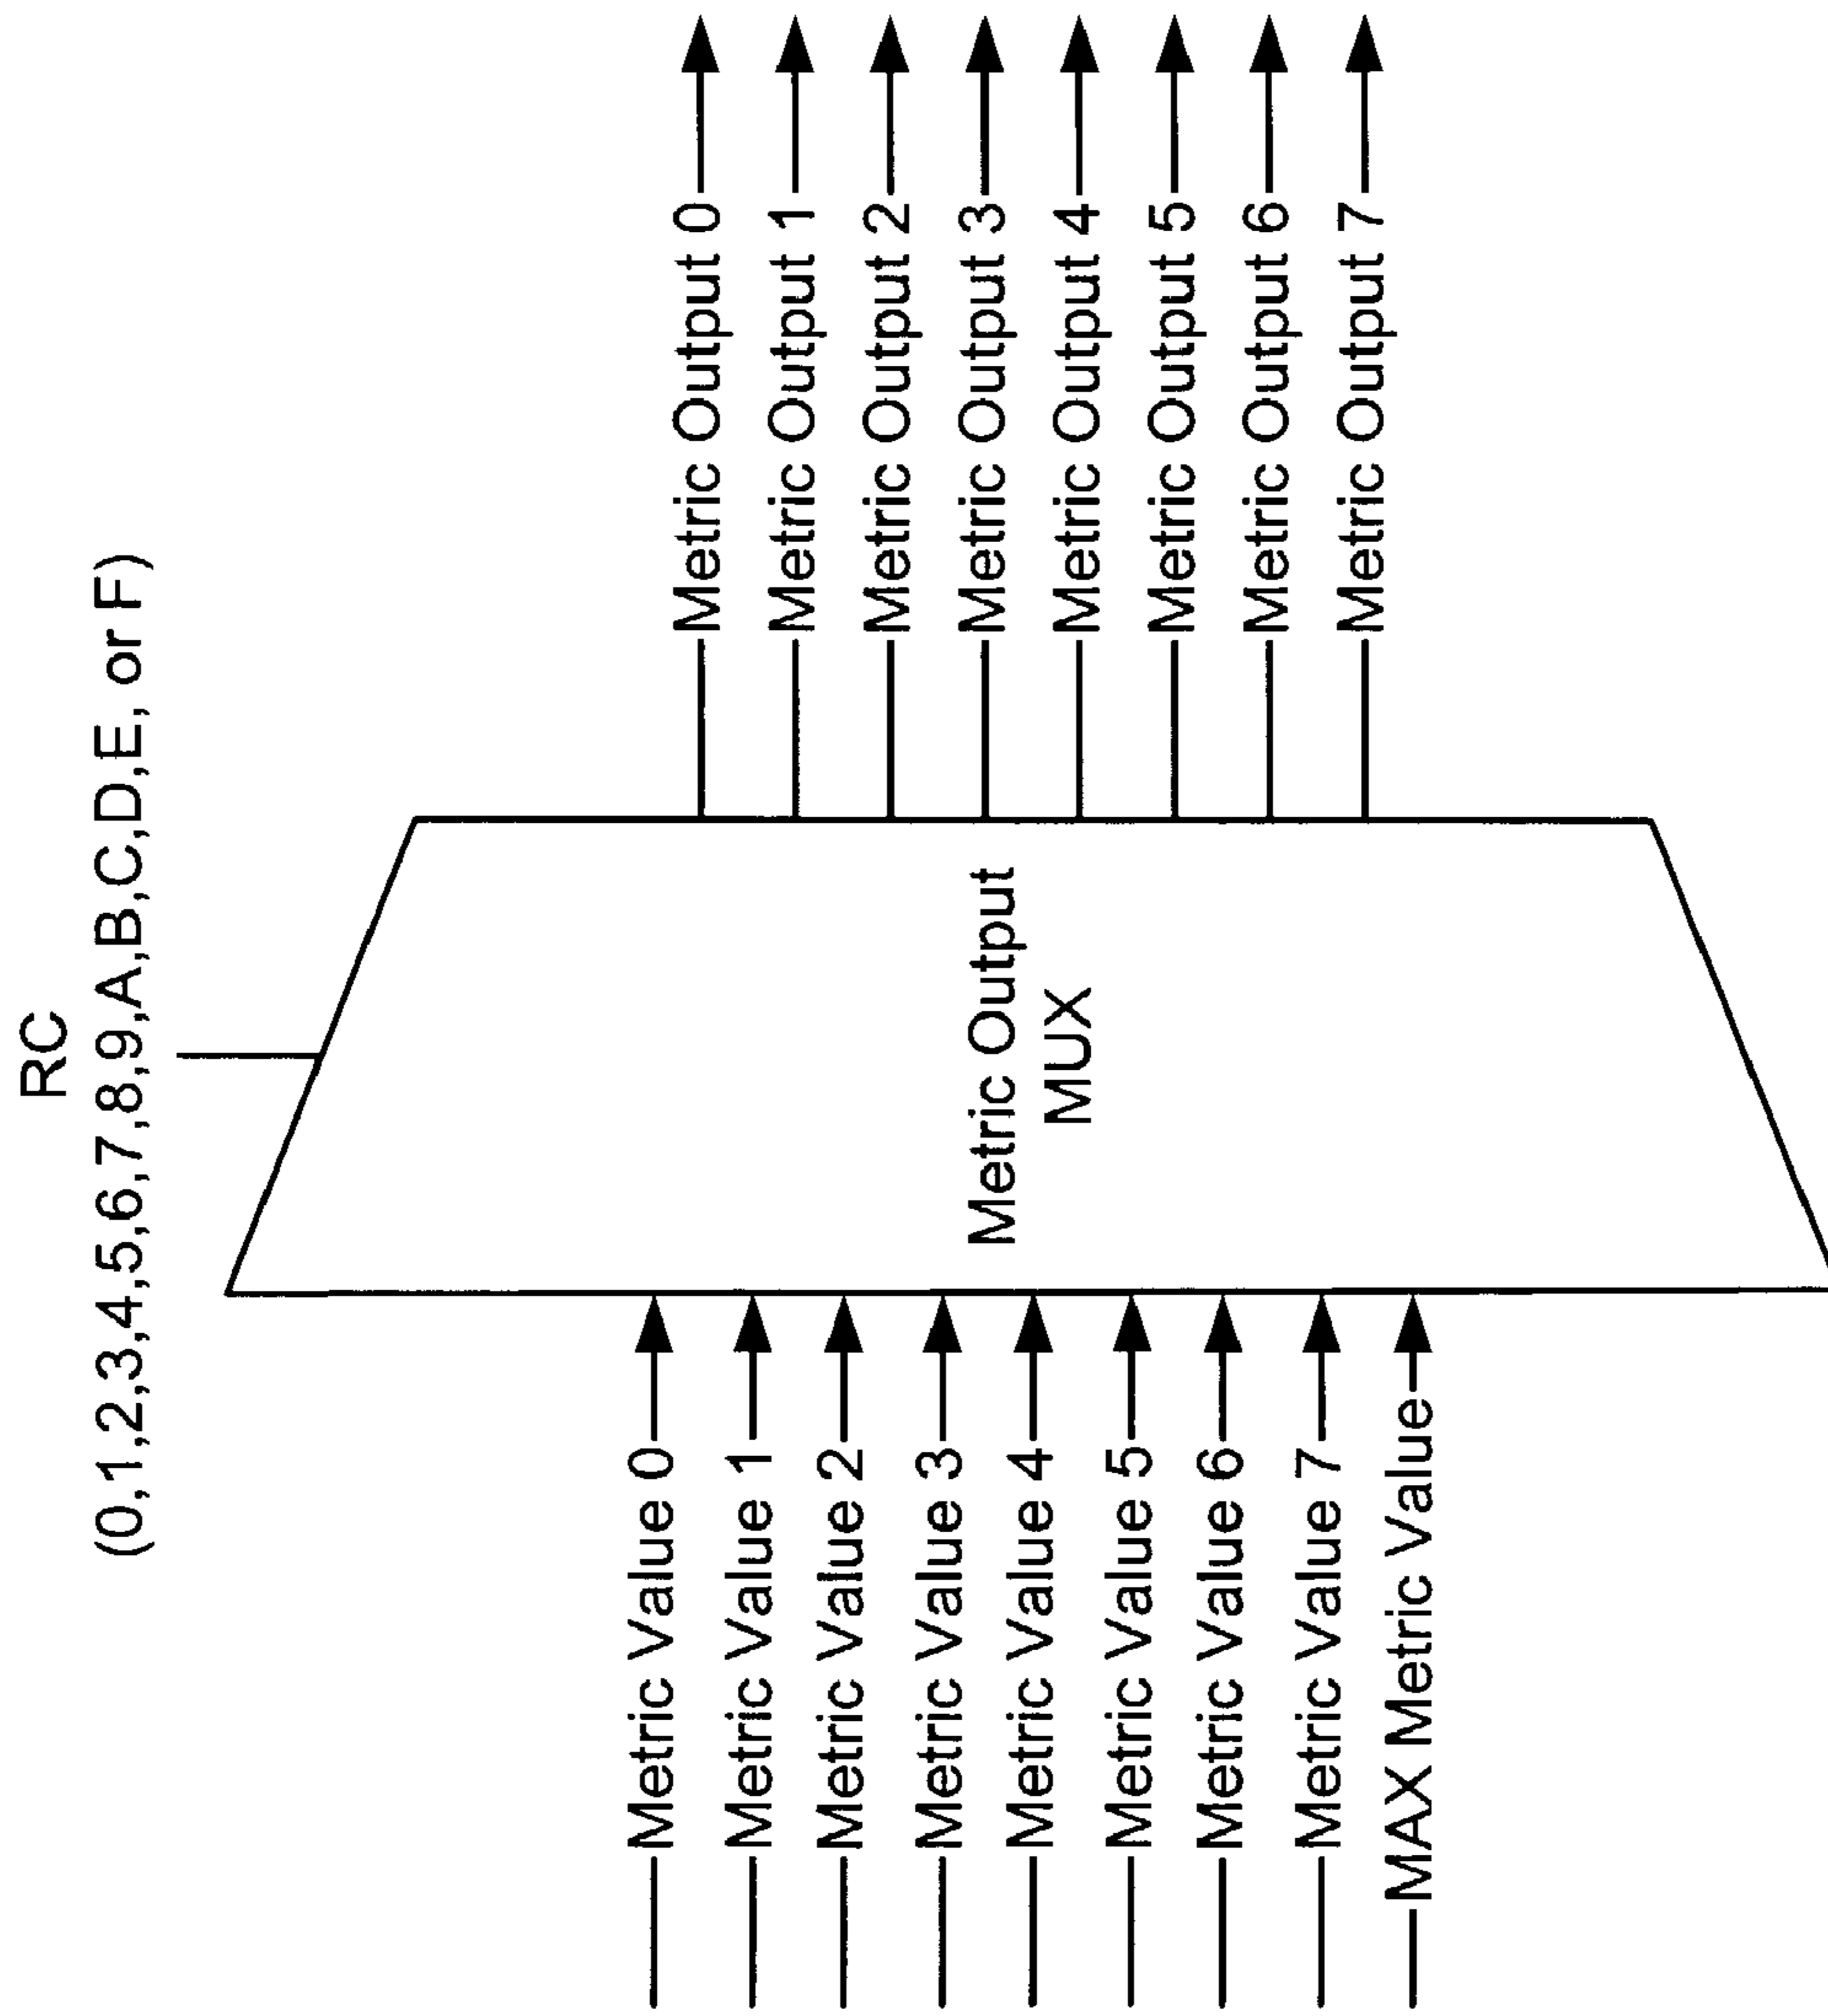 RC
(0,1,2,3,4,5,6,7,8,9,A,B,C,D,E, or F)
Metric Value 0
Metric Value 1
Metric Value 2
Metric Value 3
Metric Value 4
Metric Value 5
Metric Value 6
Metric Value 7
MAX Metric Value
Metric Output
MUX
Metric Output 0
Metric Output 1
Metric Output 2
Metric Output 3
Metric Output 4
Metric Output 5
Metric Output 6
Metric Output 7